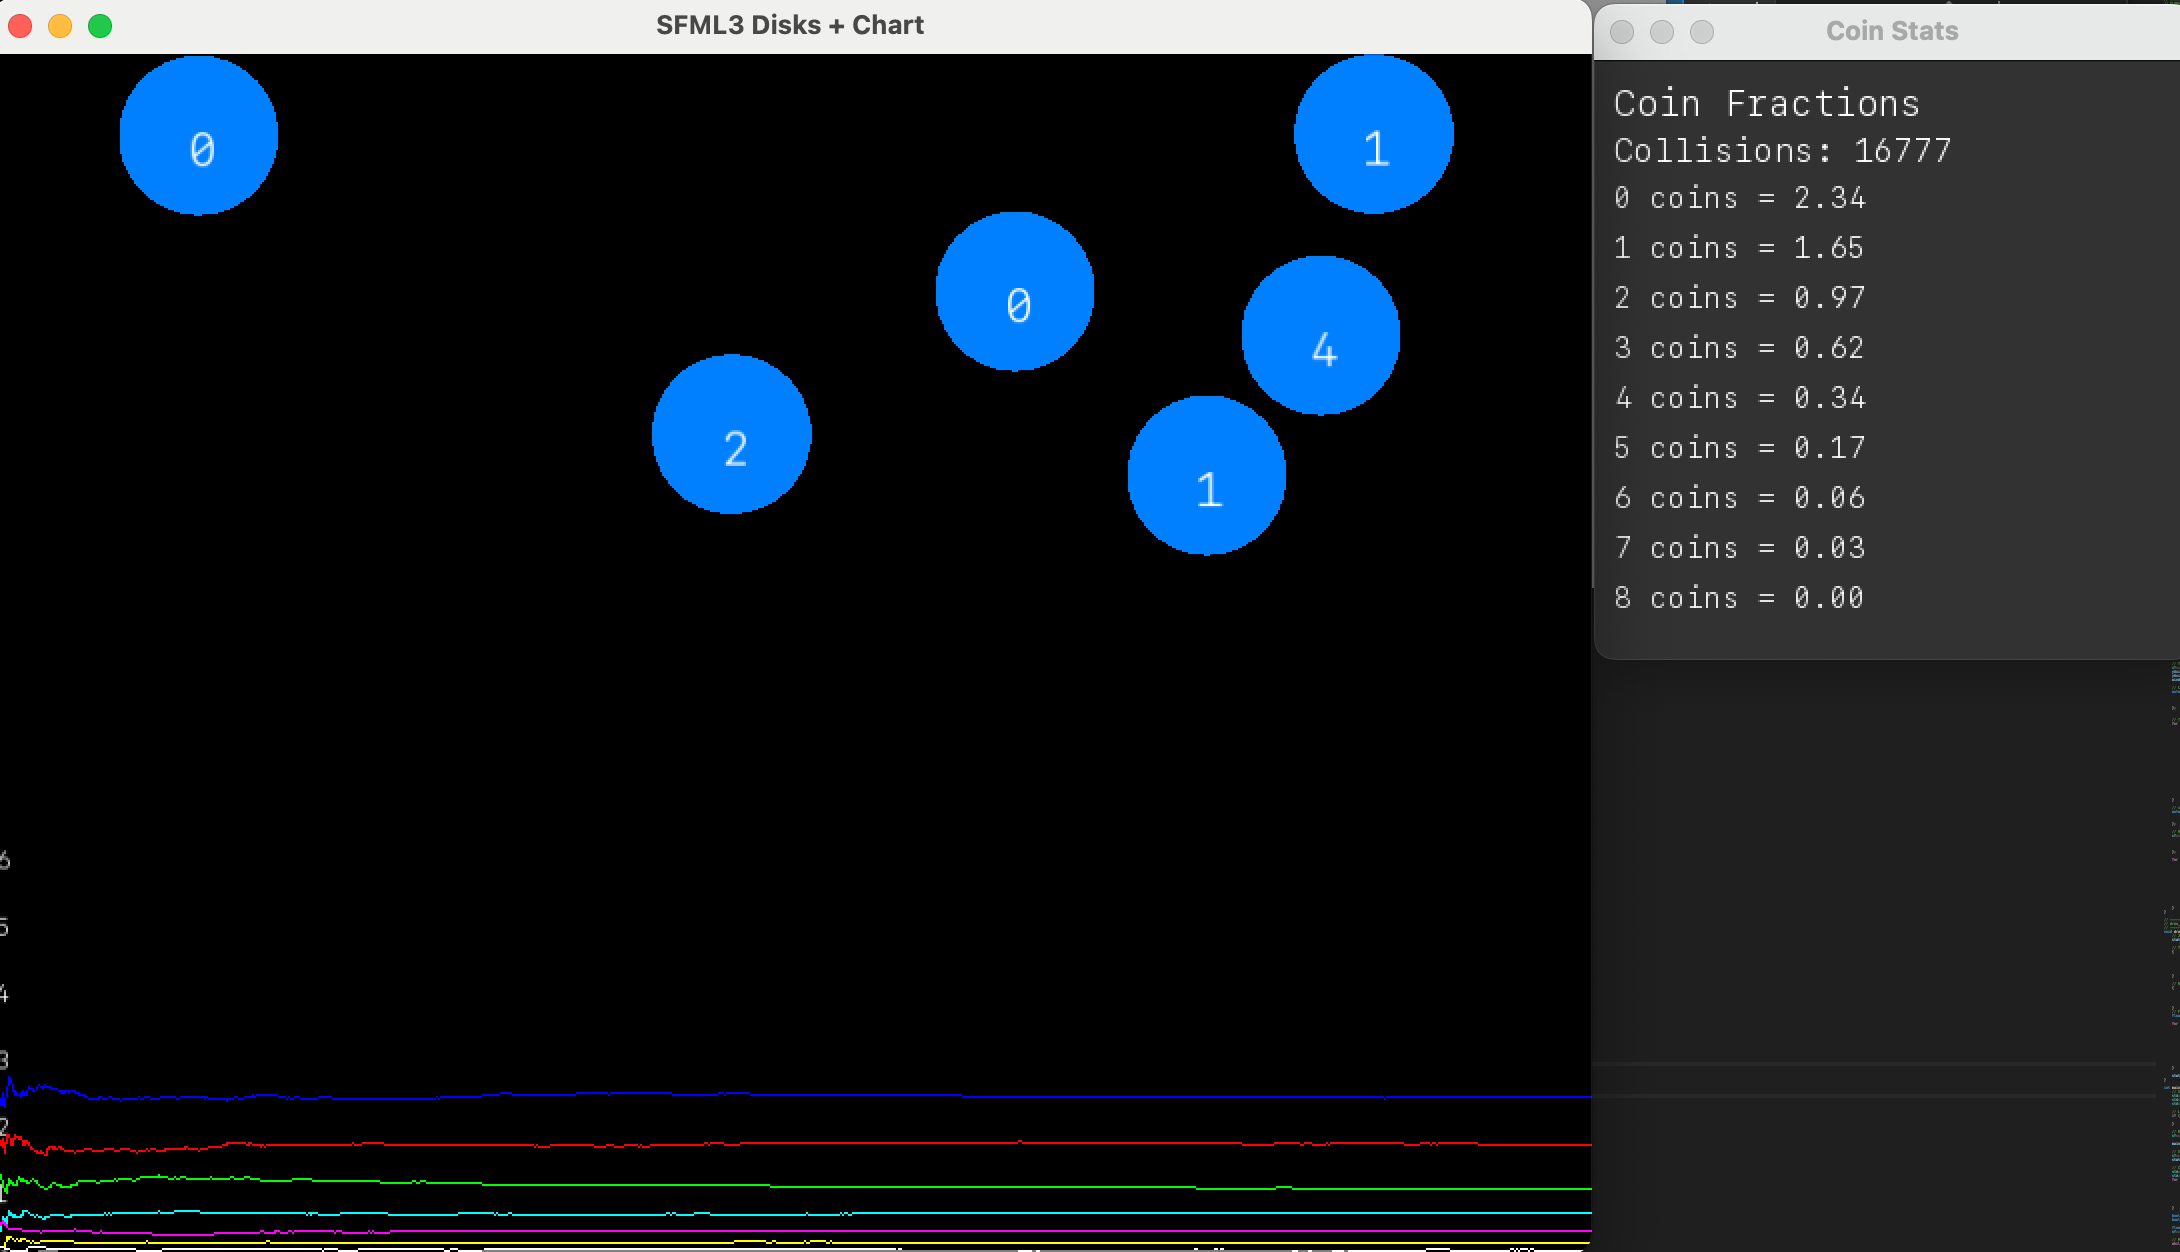 SFML3 Disks + Chart
0
1
0
4
2
1
6
5
4
3
2
1
Coin Stats
Coin Fractions
Collisions: 16777
0 coins = 2.34
1 coins = 1.65
2 coins = 0.97
3 coins = 0.62
4 coins = 0.34
5 coins = 0.17
6 coins = 0.06
7 coins = 0.03
8 coins = 0.00